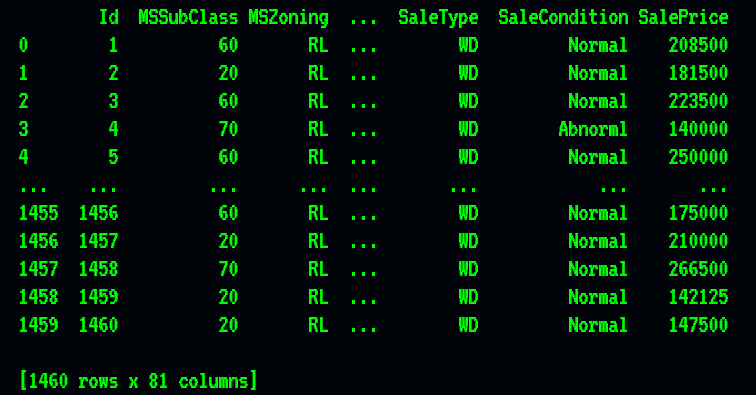 Id MSSubClass MSZoning ... SaleType SaleCondition SalePrice
0 1 60 RL ... WD Normal 208500
1 2 20 RL ... WD Normal 181500
2 3 60 RL ... WD Normal 223500
3 4 70 RL ... WD Abnorml 140000
4 5 60 RL ... WD Normal 250000
... ... ... ... ... ... ... ...
1455 1456 60 RL ... WD Normal 175000
1456 1457 20 RL ... WD Normal 210000
1457 1458 70 RL ... WD Normal 266500
1458 1459 20 RL ... WD Normal 142125
1459 1460 20 RL ... WD Normal 147500
[1460 rows x 81 columns]